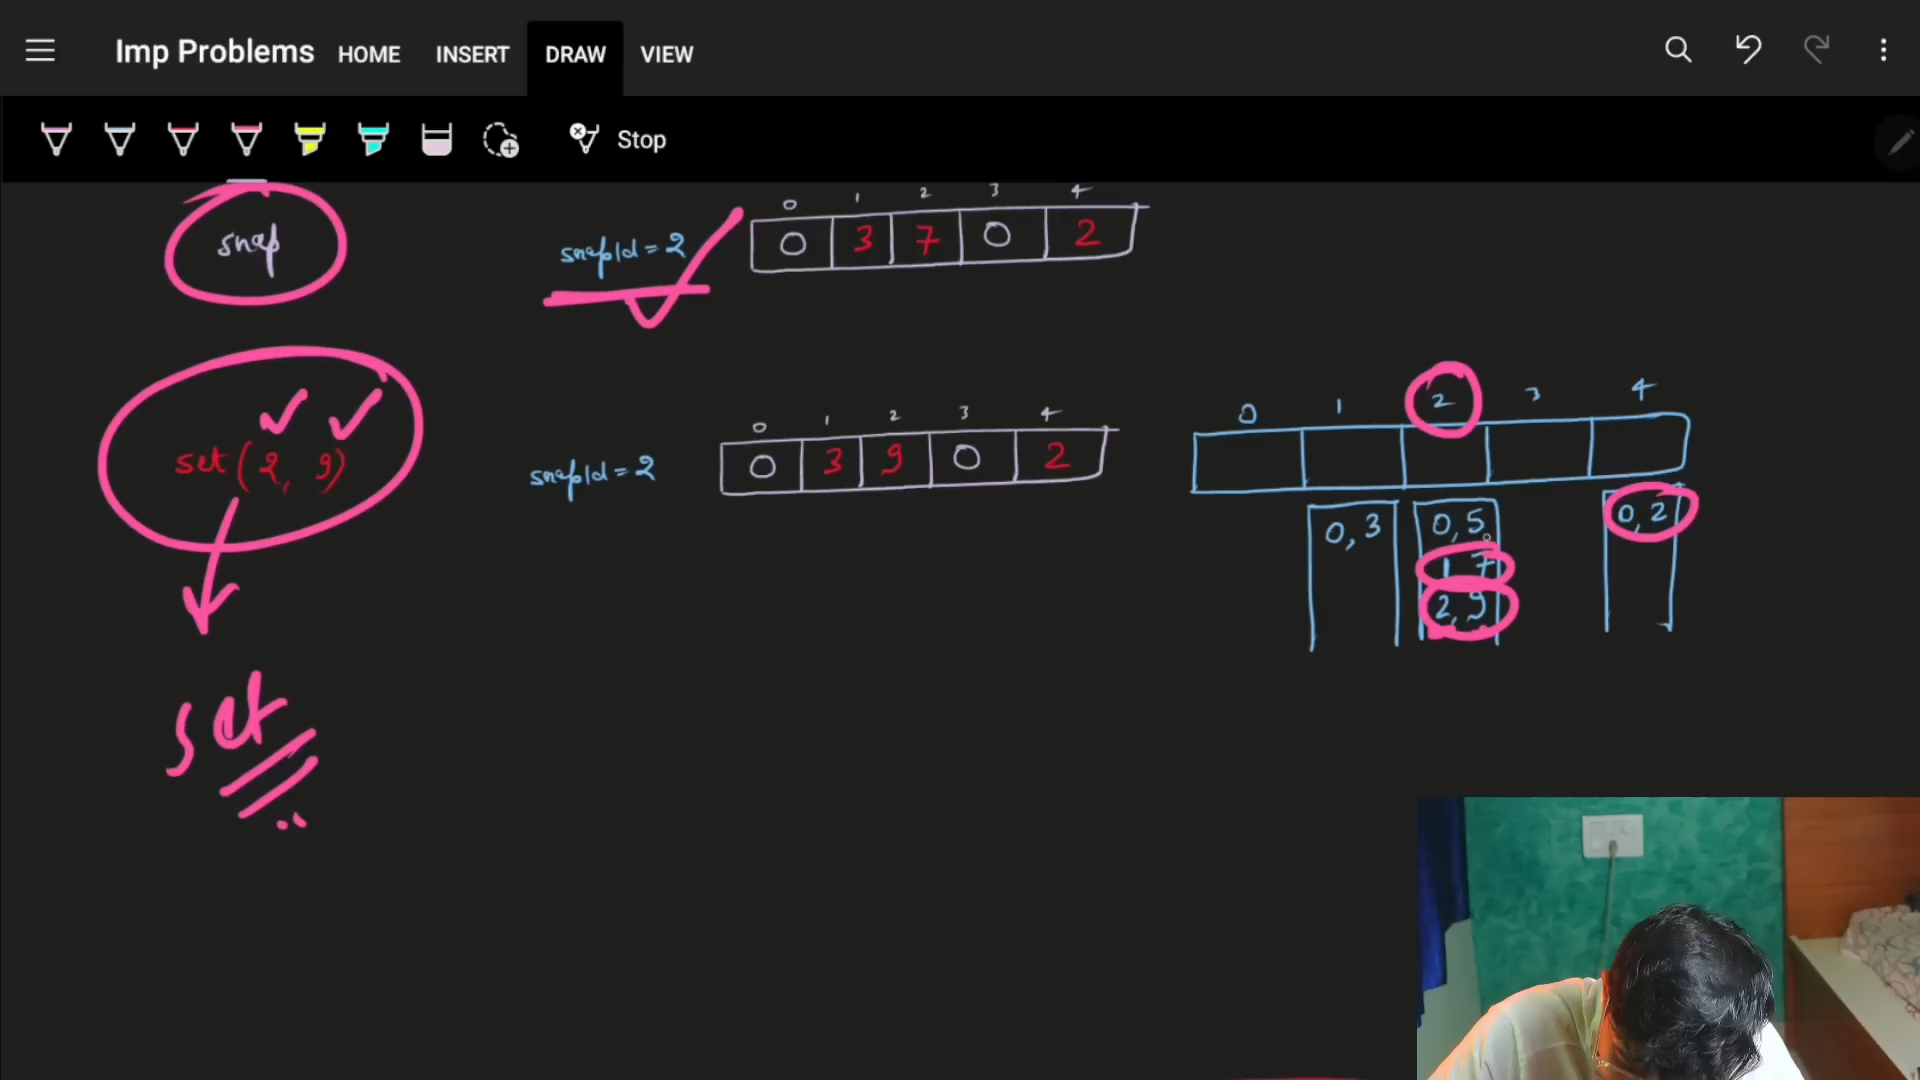 Imp Problems HOME INSERT DRAW VIEW
Stop
0 1 2 3 4
snap snapId = 2 0 3 7 0 2
set(2, 9)
0 1 2 3 4
snapId = 2 0 3 9 0 2
0 1 2 3 4
0, 3 0, 5 0, 2
1 7
2, 9
set